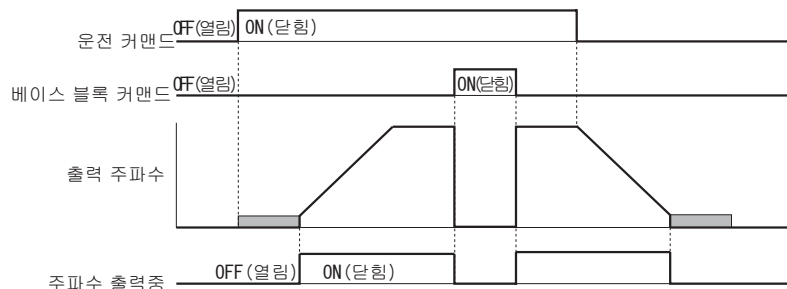 운전 커맨드 OFF(열림) ON(닫힘)
베이스 블록 커맨드 OFF(열림) ON(닫힘)
출력 주파수
주파수 출력중 OFF(열림) ON(닫힘)